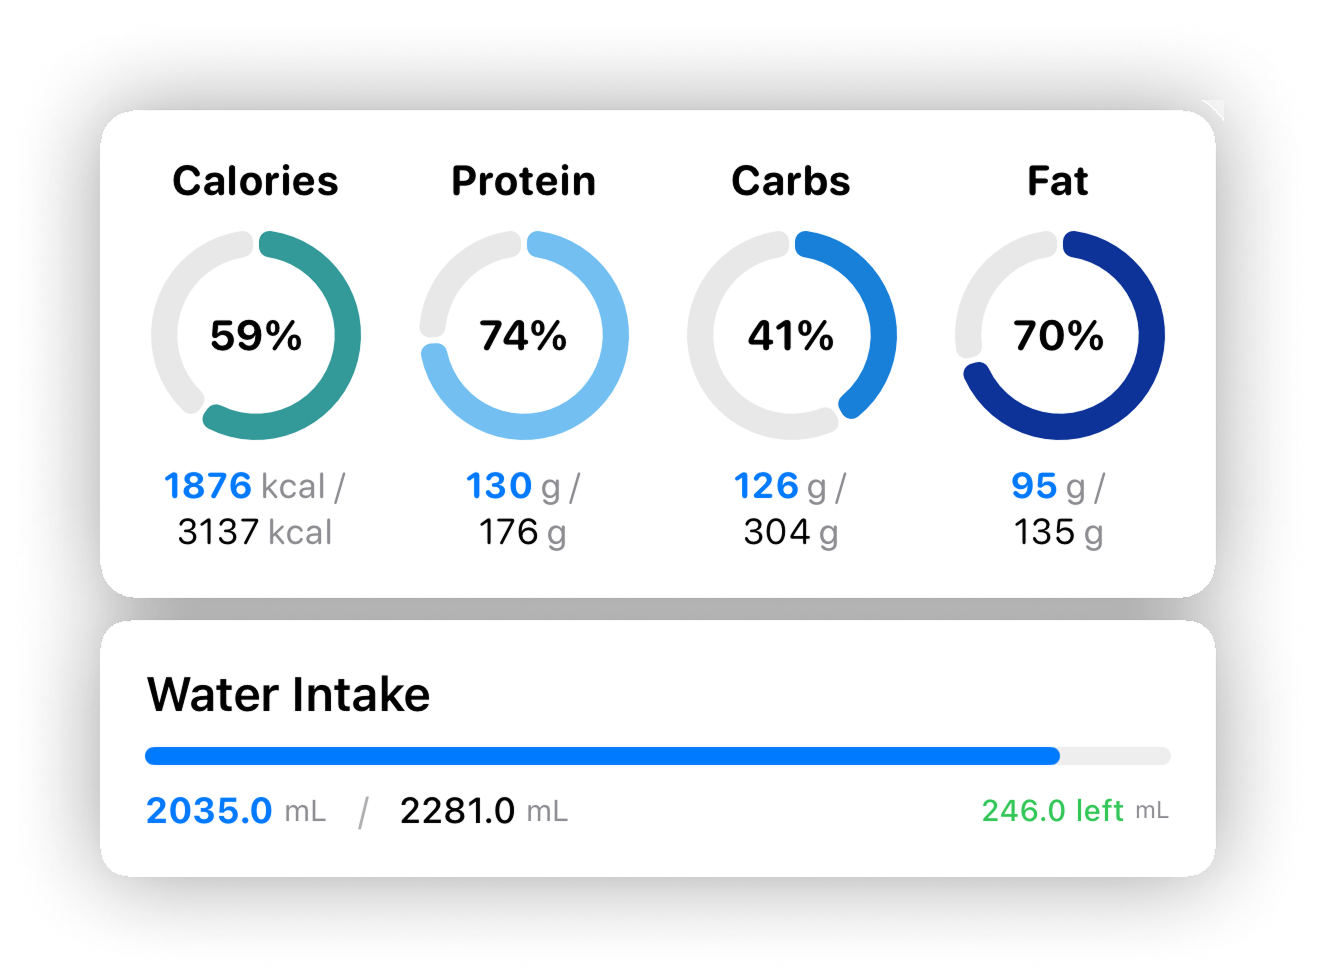 Calories Protein Carbs Fat
59% 74% 41% 70%
1876 kcal / 130 g / 126 g / 95 g /
3137 kcal 176 g 304 g 135 g
Water Intake
2035.0 mL / 2281.0 mL 246.0 left mL